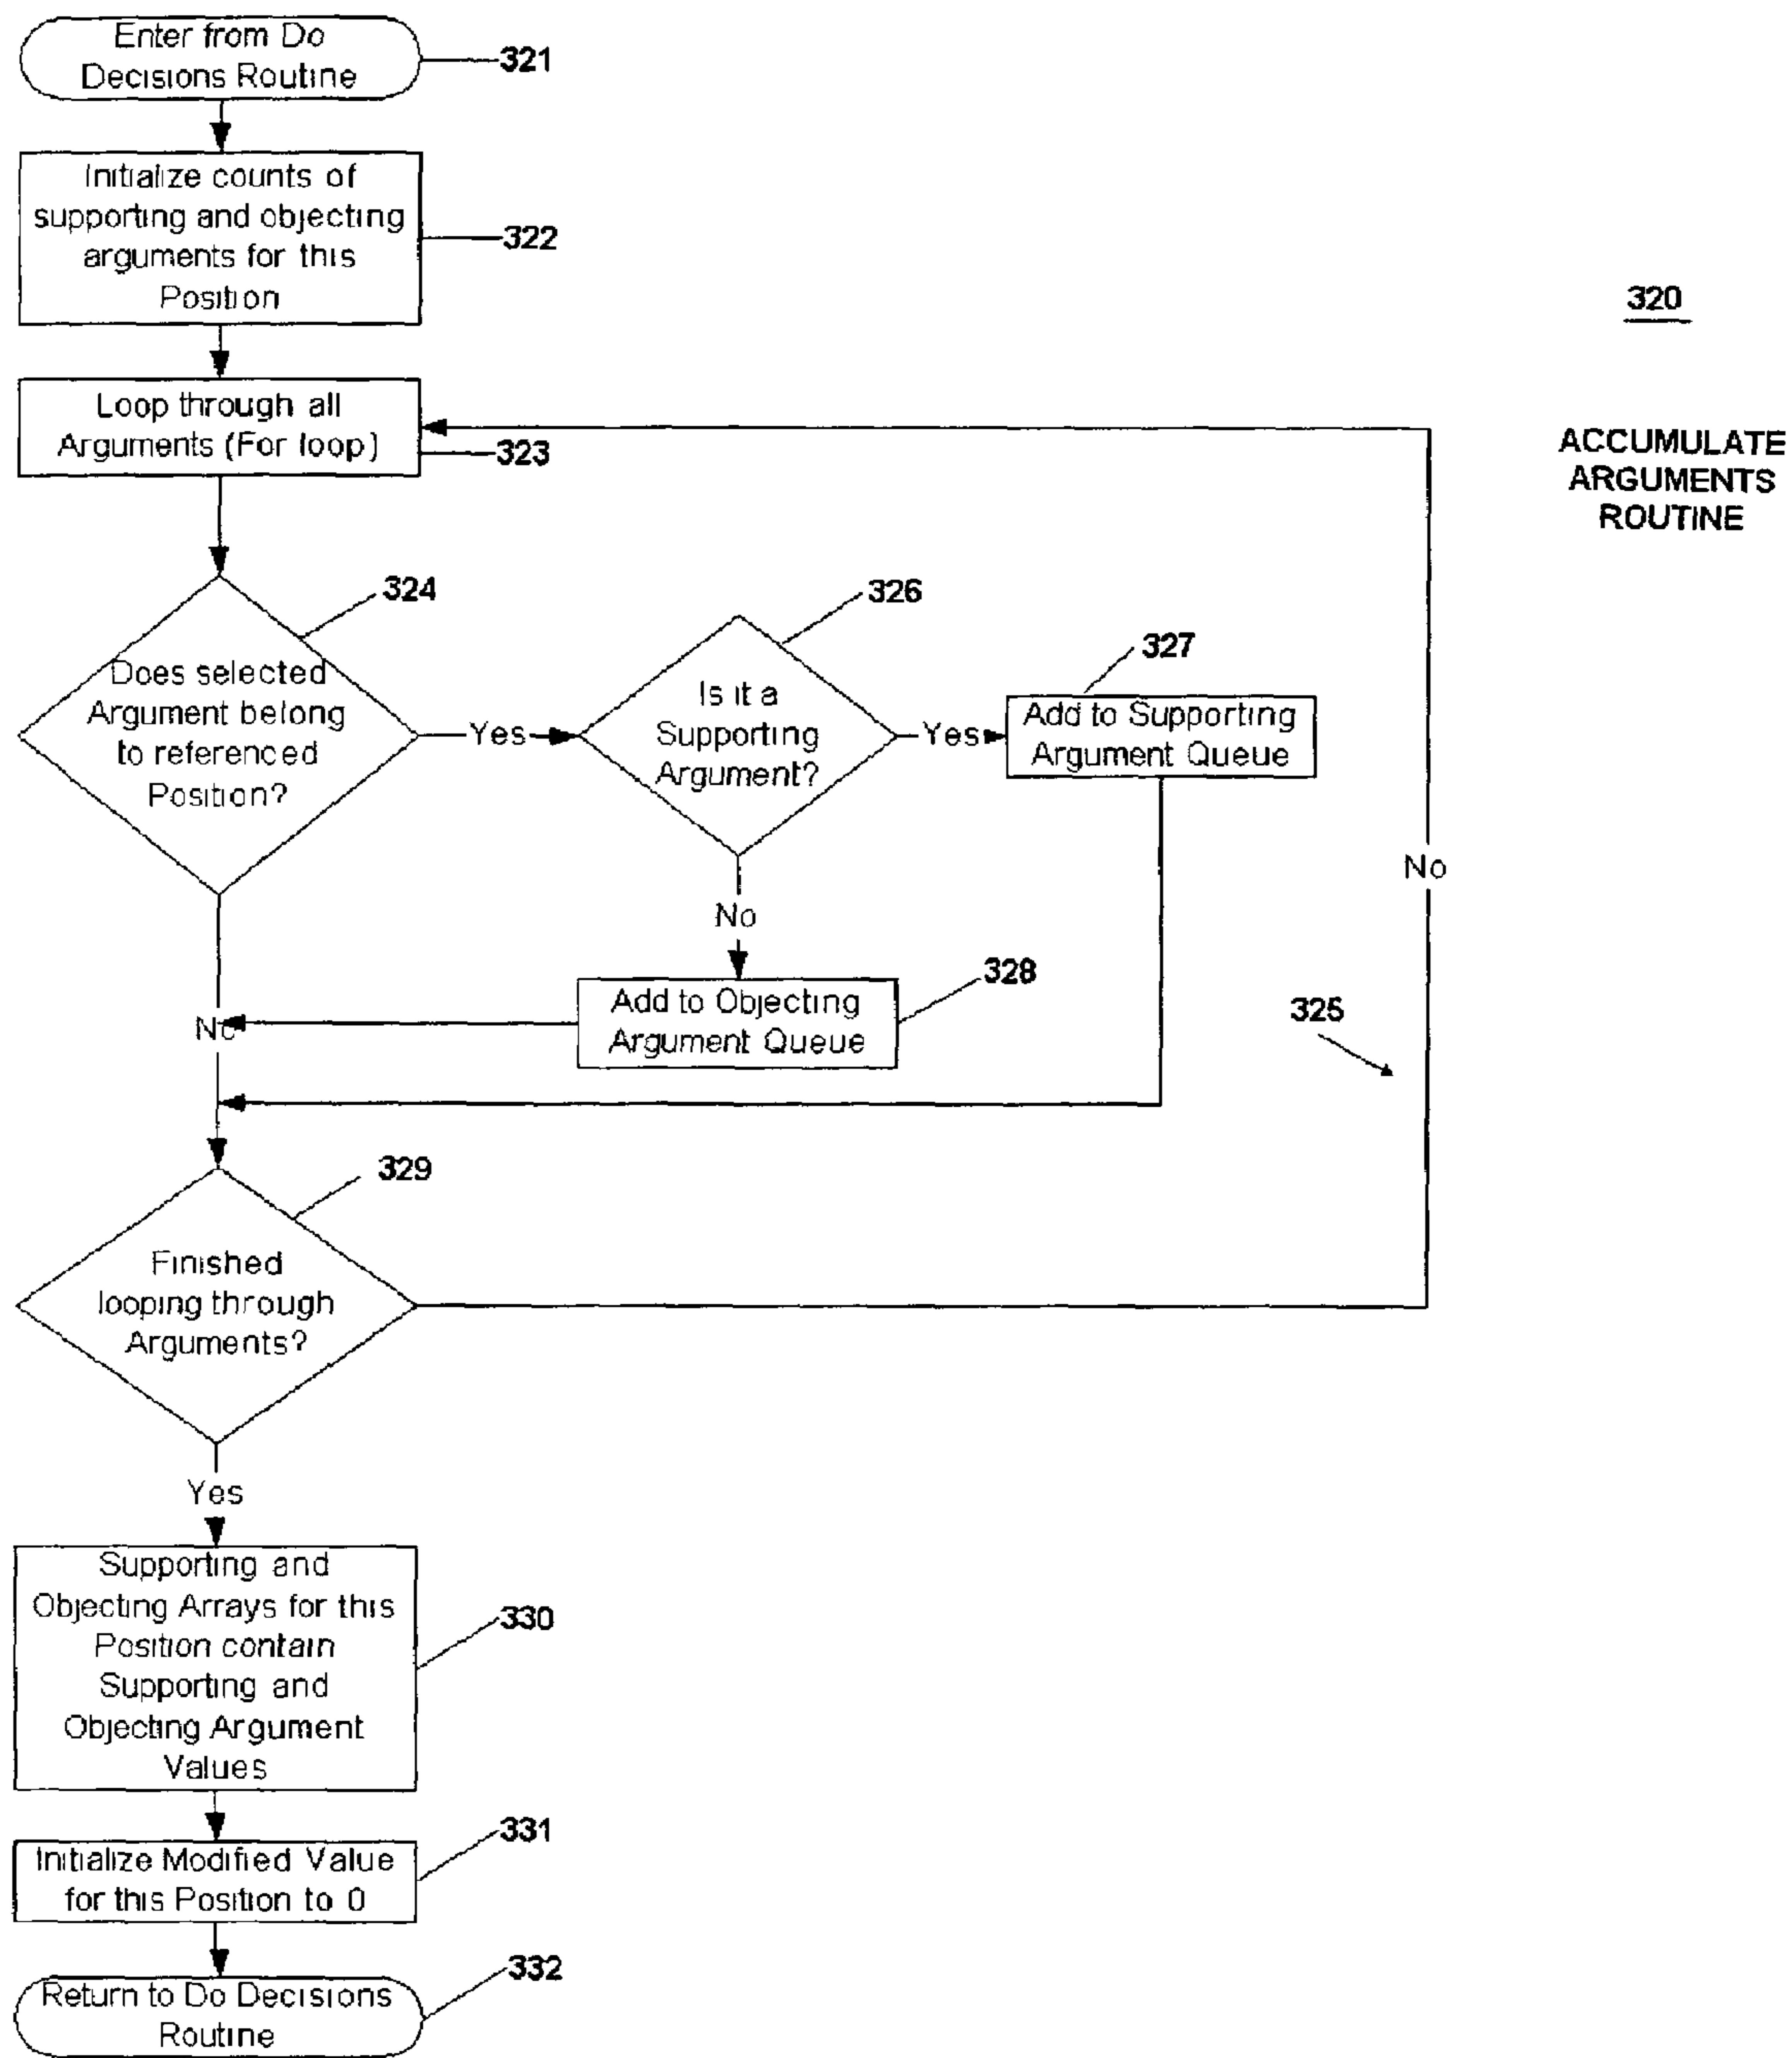 Enter from Do
Decisions Routine
321
Initialize counts of
supporting and objecting
arguments for this
Position
322
320
ACCUMULATE
ARGUMENTS
ROUTINE
Loop through all
Arguments (For loop)
323
324
Does selected
Argument belong
to referenced
Position?
Yes
326
Is it a
Supporting
Argument?
Yes
327
Add to Supporting
Argument Queue
No
No
328
Add to Objecting
Argument Queue
No
325
329
Finished
looping through
Arguments?
Yes
Supporting and
Objecting Arrays for this
Position contain
Supporting and
Objecting Argument
Values
330
331
Initialize Modified Value
for this Position to 0
332
Return to Do Decisions
Routine